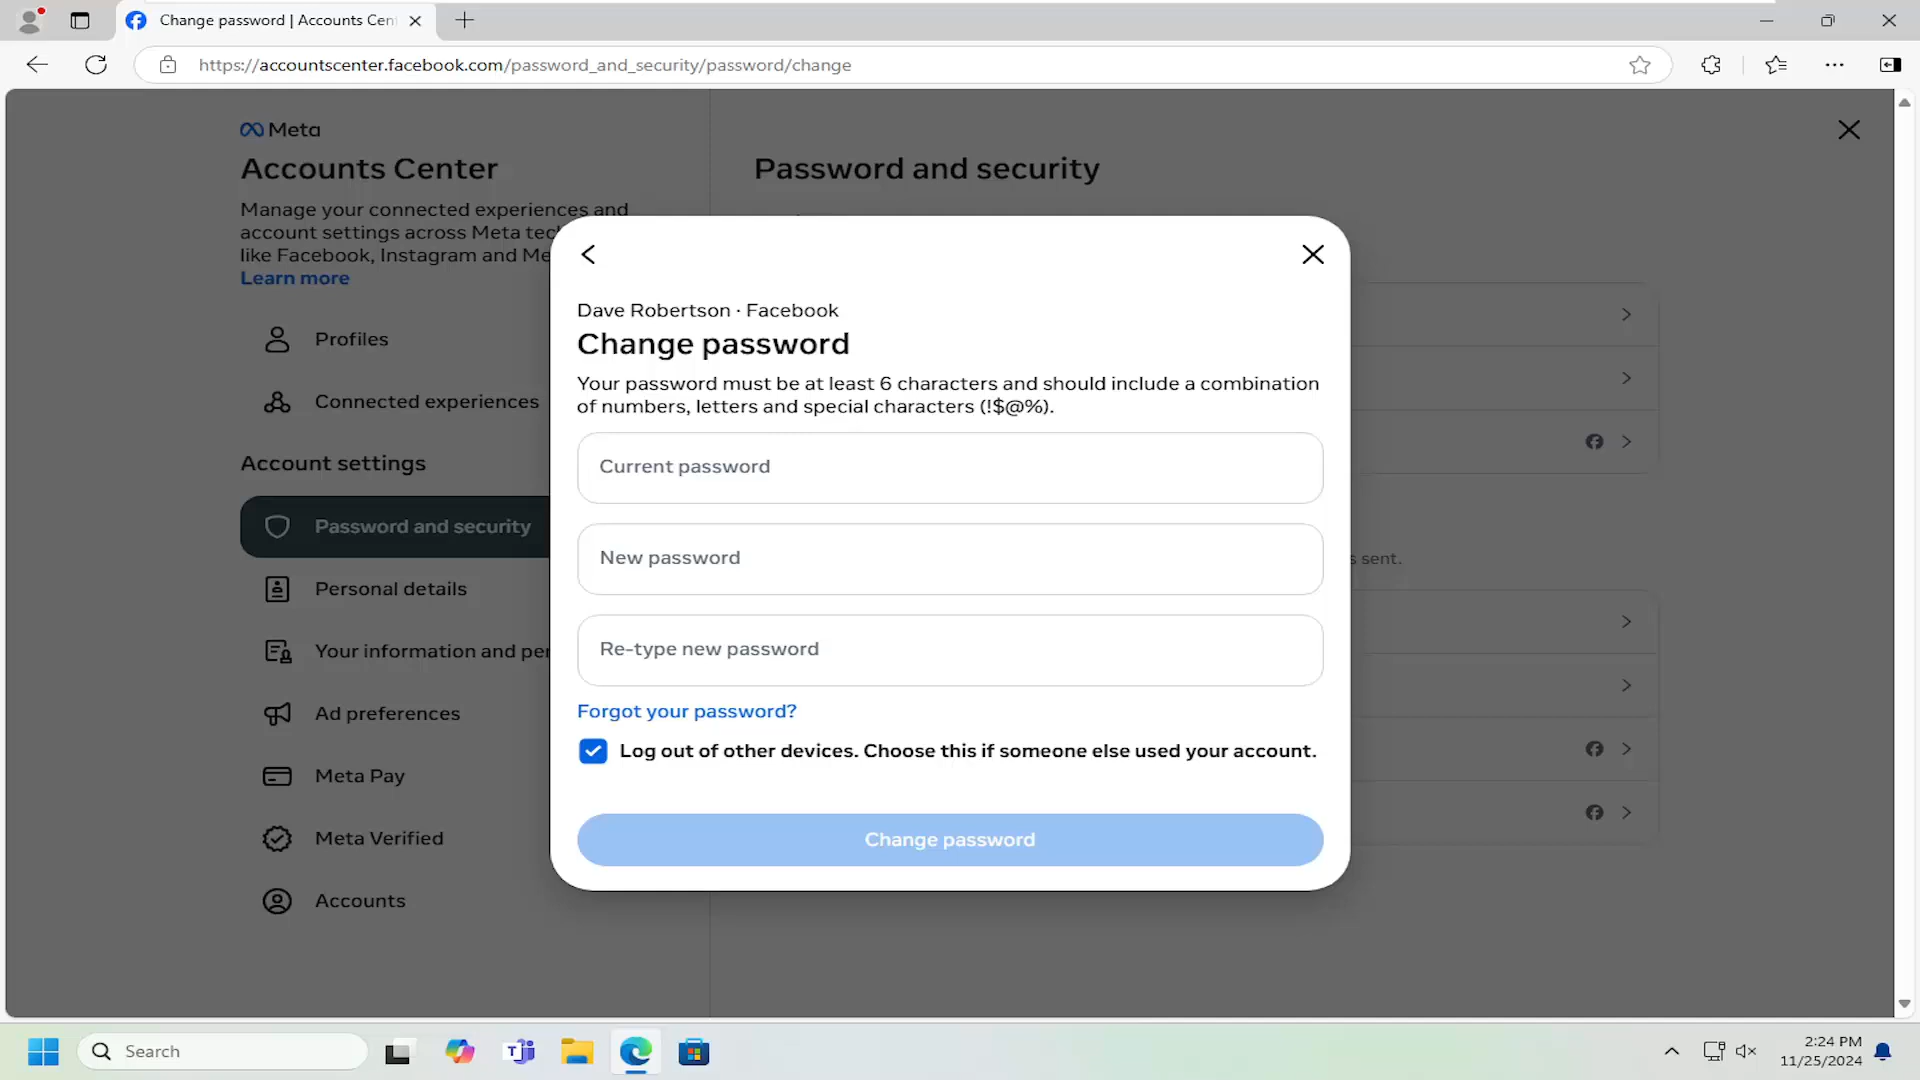 Change password | Accounts Cen
https://accountscenter.facebook.com/password_and_security/password/change
Meta
Accounts Center
Manage your connected experiences and
account settings across Meta tec
like Facebook, Instagram and Me
Learn more
Profiles
Connected experiences
Account settings
Password and security
Personal details
Your information and per
Ad preferences
Meta Pay
Meta Verified
Accounts
Password and security
s sent.
Dave Robertson · Facebook
Change password
Your password must be at least 6 characters and should include a combination
of numbers, letters and special characters (!$@%).
Current password
New password
Re-type new password
Forgot your password?
Log out of other devices. Choose this if someone else used your account.
Change password
Search
2:24 PM
11/25/2024